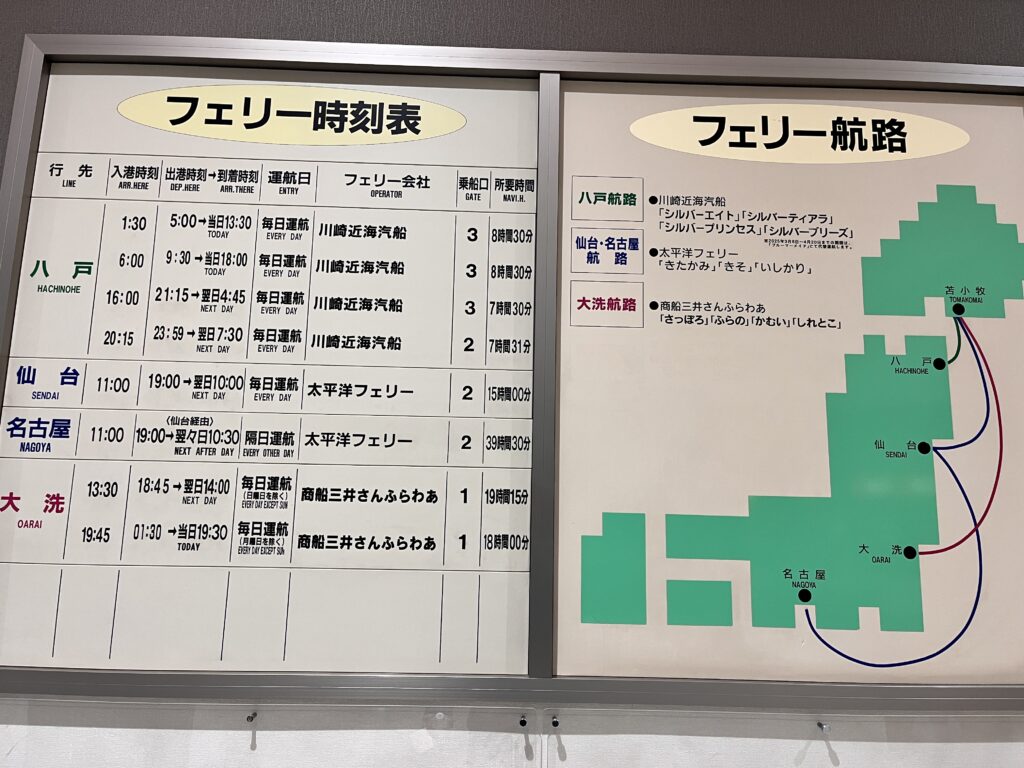 フェリー時刻表
行先 入港時刻 出港時刻→到着時刻 運航日 フェリー会社 乗船口 所要時間
LINE ARR.HERE DEP.HERE ARR.TNERE ENTRY OPERATOR GATE NAVI.H.
八戸
HACHINOHE
1:30 5:00→当日13:30 毎日運航 川崎近海汽船 3 8時間30分
TODAY EVERY DAY
6:00 9:30→当日18:00 毎日運航 川崎近海汽船 3 8時間30分
TODAY EVERY DAY
16:00 21:15→翌日4:45 毎日運航 川崎近海汽船 3 7時間30分
NEXT DAY EVERY DAY
20:15 23:59→翌日7:30 毎日運航 川崎近海汽船 2 7時間31分
NEXT DAY EVERY DAY
仙台 11:00 19:00→翌日10:00 毎日運航 太平洋フェリー 2 15時間00分
SENDAI NEXT DAY EVERY DAY
〈仙台経由〉
名古屋 11:00 19:00→翌々日10:30 隔日運航 太平洋フェリー 2 39時間30分
NAGOYA NEXT AFTER DAY EVERY OTHER DAY
大洗
OARAI
13:30 18:45→翌日14:00 毎日運航 商船三井さんふらわあ 1 19時間15分
NEXT DAY (日曜日を除く)
EVERY DAY EXCEPT SUN
19:45 01:30→当日19:30 毎日運航 商船三井さんふらわあ 1 18時間00分
TODAY (月曜日を除く)
EVERY DAY EXCEPT SUN
フェリー航路
八戸航路 ●川崎近海汽船
「シルバーエイト」「シルバーティアラ」
「シルバープリンセス」「シルバーブリーズ」
仙台・名古屋
航路
●太平洋フェリー
「きたかみ」「きそ」「いしかり」
大洗航路 ●商船三井さんふらわあ
「さっぽろ」「ふらの」「かむい」「しれとこ」
苫小牧
TOMAKOMAI
八戸
HACHINOHE
仙台
SENDAI
大洗
OARAI
名古屋
NAGOYA